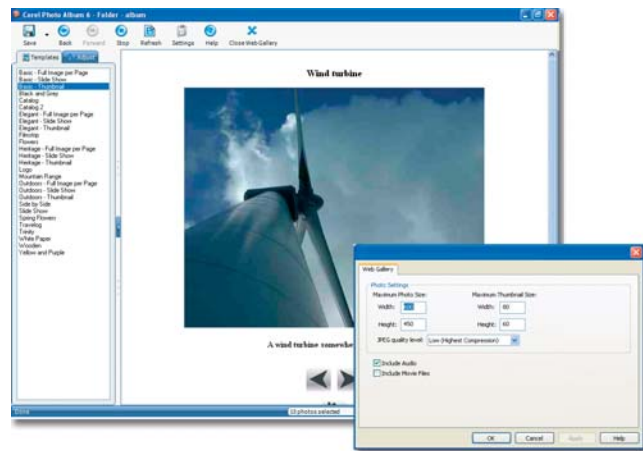 Corel Photo Album 6 - Folder - album
Save Back Forward Stop Refresh Settings Help Close Web Gallery
Templates Adjust
Basic - Full Image per Page
Basic - Slide Show
Basic - Thumbnail
Black and Grey
Catalog
Catalog 2
Elegant - Full Image per Page
Elegant - Slide Show
Elegant - Thumbnail
Filmstrip
Flowers
Heritage - Full Image per Page
Heritage - Slide Show
Heritage - Thumbnail
Logo
Mountain Range
Outdoors - Full Image per Page
Outdoors - Slide Show
Outdoors - Thumbnail
Side by Side
Slide Show
Spring Flowers
Travelog
Trinity
White Paper
Wooden
Yellow and Purple
Wind turbine
A wind turbine somewhe
Done
10 photos selected
Web Gallery
Photo Settings
Maximum Photo Size: Maximum Thumbnail Size:
Width: Width: 80
Height: 450 Height: 60
JPEG quality level: Low (Highest Compression)
Include Audio
Include Movie Files
OK Cancel Apply Help